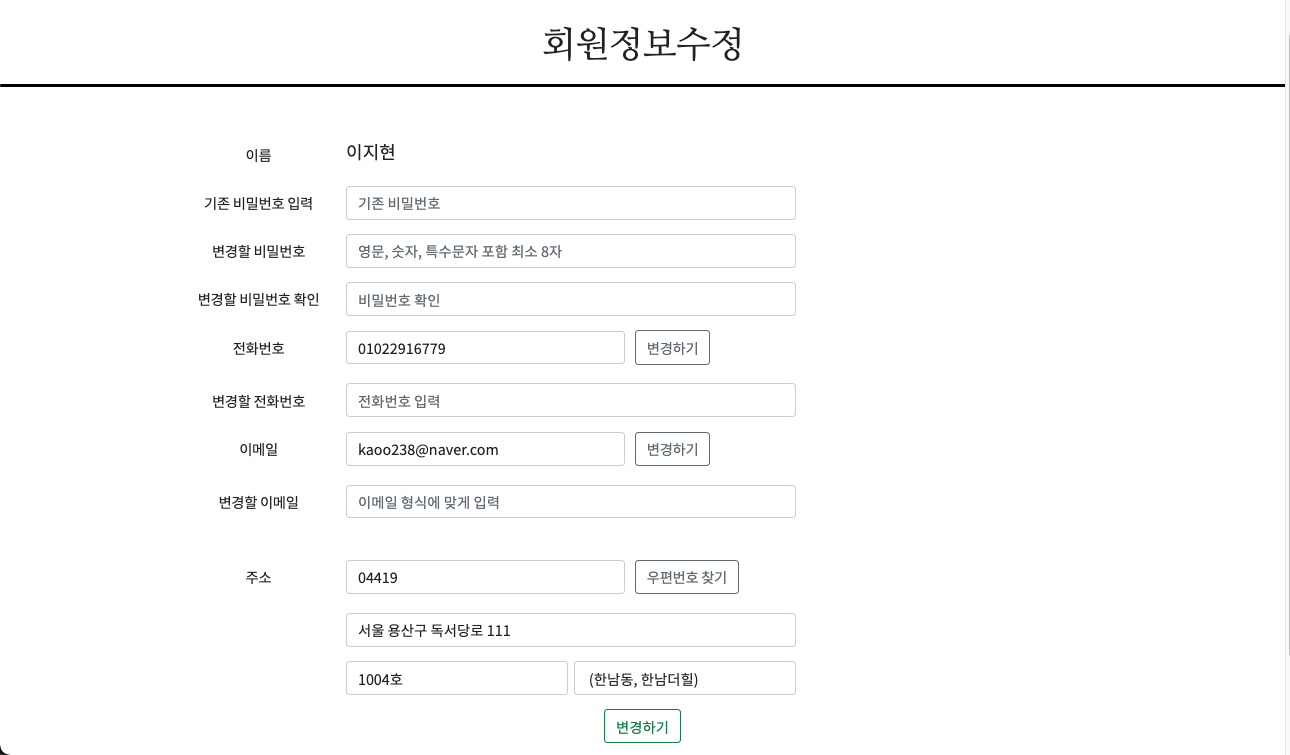 회원정보수정
이름 이지현
기존 비밀번호 입력 기존 비밀번호
변경할 비밀번호 영문, 숫자, 특수문자 포함 최소 8자
변경할 비밀번호 확인 비밀번호 확인
전화번호 01022916779 변경하기
변경할 전화번호 전화번호 입력
이메일 kaoo238@naver.com 변경하기
변경할 이메일 이메일 형식에 맞게 입력
주소 04419 우편번호 찾기
서울 용산구 독서당로 111
1004호 (한남동, 한남더힐)
변경하기